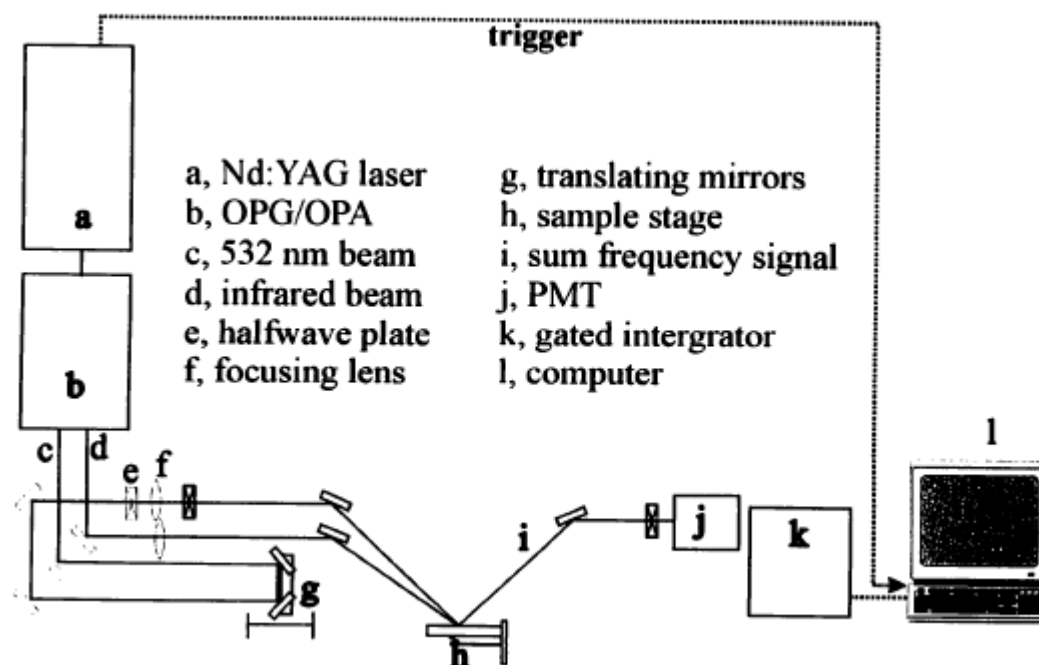 trigger
a, Nd:YAG laser
b, OPG/OPA
c, 532 nm beam
d, infrared beam
e, halfwave plate
f, focusing lens
g, translating mirrors
h, sample stage
i, sum frequency signal
j, PMT
k, gated intergrator
l, computer
a
b
c
d
e
f
g
h
i
j
k
l